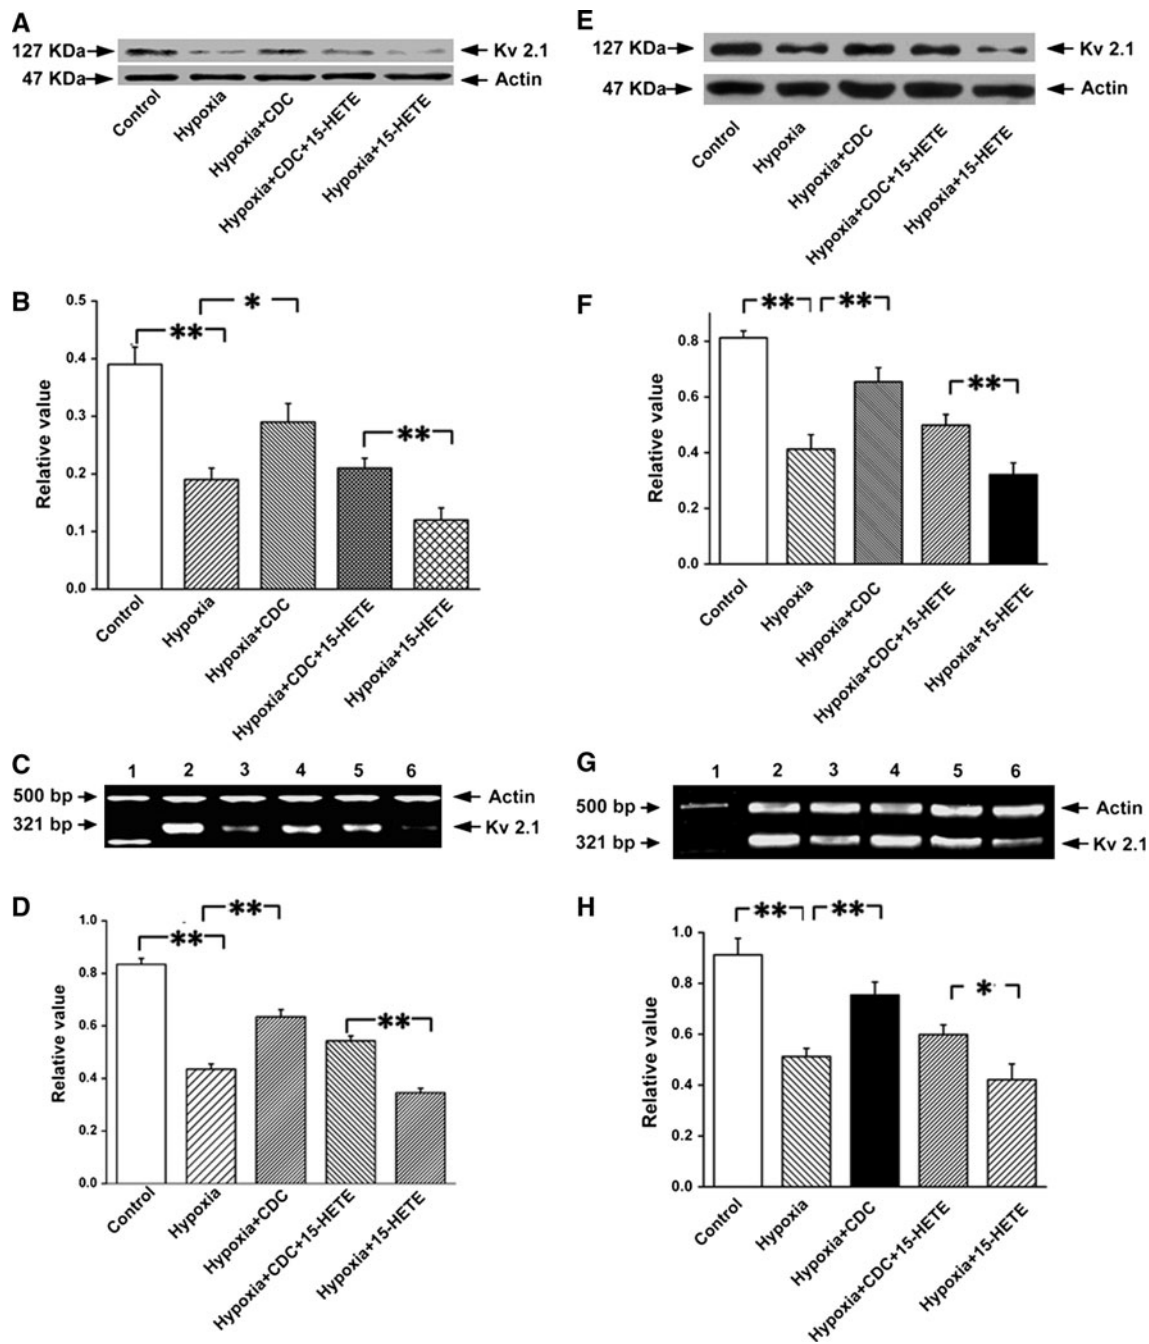 A
127 KDa Kv 2.1
47 KDa Actin
Control
Hypoxia
Hypoxia+CDC
Hypoxia+CDC+15-HETE
Hypoxia+15-HETE
B
Relative value
0.5
0.4
0.3
0.2
0.1
0.0
**
*
**
Control
Hypoxia
Hypoxia+CDC
Hypoxia+CDC+15-HETE
Hypoxia+15-HETE
C
1 2 3 4 5 6
500 bp Actin
321 bp Kv 2.1
D
Relative value
1.0
0.8
0.6
0.4
0.2
0.0
**
**
**
Control
Hypoxia
Hypoxia+CDC
Hypoxia+CDC+15-HETE
Hypoxia+15-HETE
E
127 KDa Kv 2.1
47 KDa Actin
Control
Hypoxia
Hypoxia+CDC
Hypoxia+CDC+15-HETE
Hypoxia+15-HETE
F
Relative value
0.8
0.6
0.4
0.2
0.0
** **
**
Control
Hypoxia
Hypoxia+CDC
Hypoxia+CDC+15-HETE
Hypoxia+15-HETE
G
1 2 3 4 5 6
500 bp Actin
321 bp Kv 2.1
H
Relative value
1.0
0.8
0.6
0.4
0.2
0.0
** **
*
Control
Hypoxia
Hypoxia+CDC
Hypoxia+CDC+15-HETE
Hypoxia+15-HETE